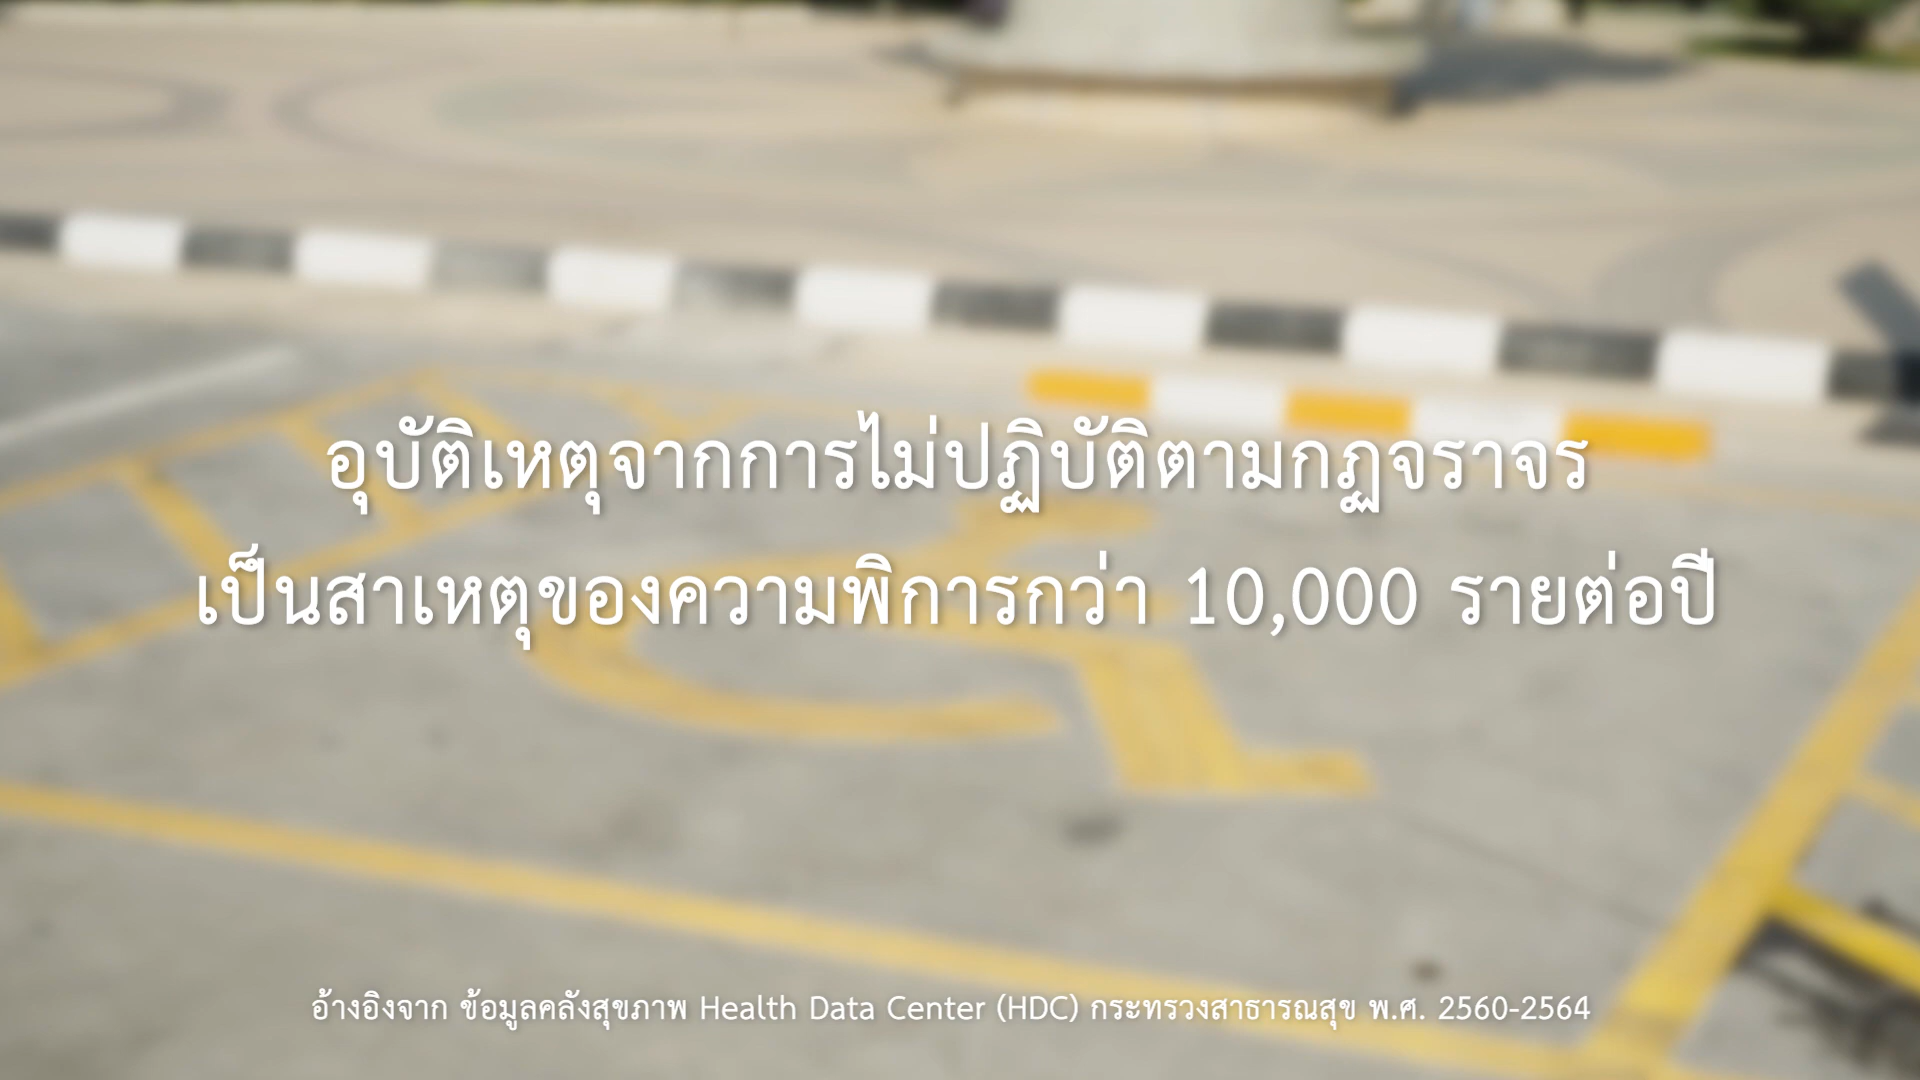 อุบัติเหตุจากการไม่ปฏิบัติตามกฏจราจร
เป็นสาเหตุของความพิการกว่า 10,000 รายต่อปี
อ้างอิงจาก ข้อมูลคลังสุขภาพ Health Data Center (HDC) กระทรวงสาธารณสุข พ.ศ. 2560-2564